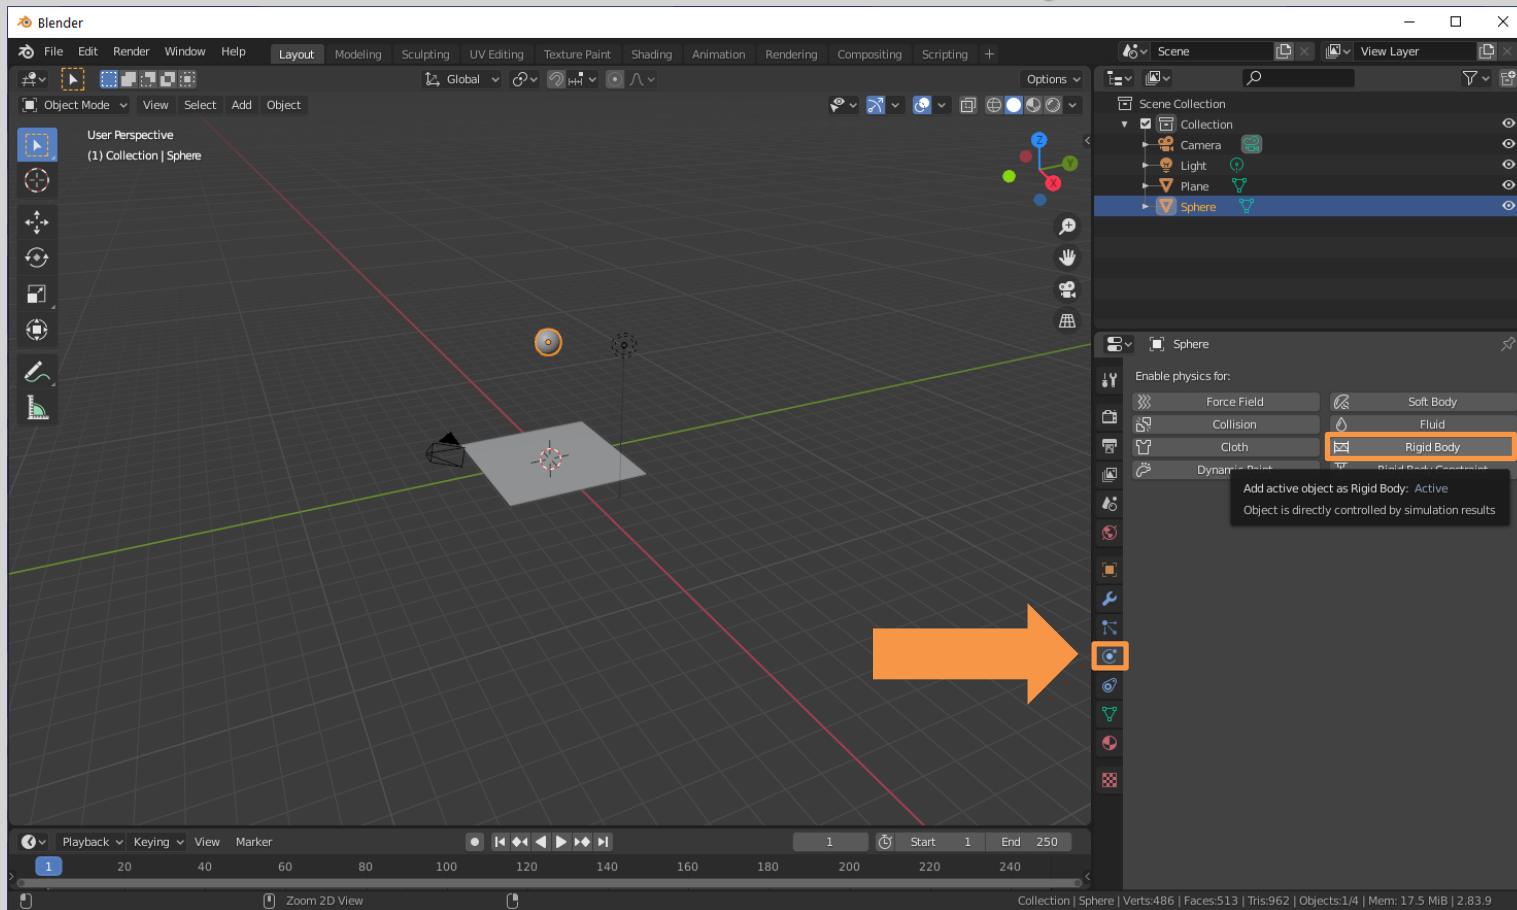 Blender
File Edit Render Window Help Layout Modeling Sculpting UV Editing Texture Paint Shading Animation Rendering Compositing Scripting + Scene View Layer
Global Options
Object Mode View Select Add Object
User Perspective
(1) Collection | Sphere
Z
Y
X
Scene Collection
Collection
Camera
Light
Plane
Sphere
Sphere
Enable physics for:
Force Field Soft Body
Collision Fluid
Cloth Rigid Body
Dynamic Paint Rigid Body Constraint
Add active object as Rigid Body: Active
Object is directly controlled by simulation results
Playback Keying View Marker 1 Start 1 End 250
1 20 40 60 80 100 120 140 160 180 200 220 240
Zoom 2D View Collection | Sphere | Verts:486 | Faces:513 | Tris:962 | Objects:1/4 | Mem: 17.5 MiB | 2.83.9